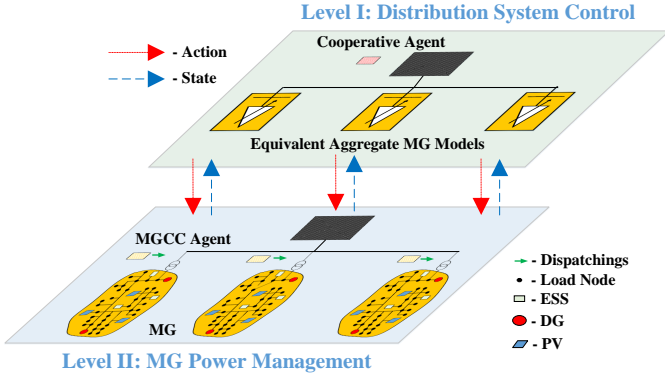 Level I: Distribution System Control
Cooperative Agent
- Action
- State
Equivalent Aggregate MG Models
MGCC Agent
- Dispatchings
- Load Node
- ESS
- DG
- PV
MG
Level II: MG Power Management